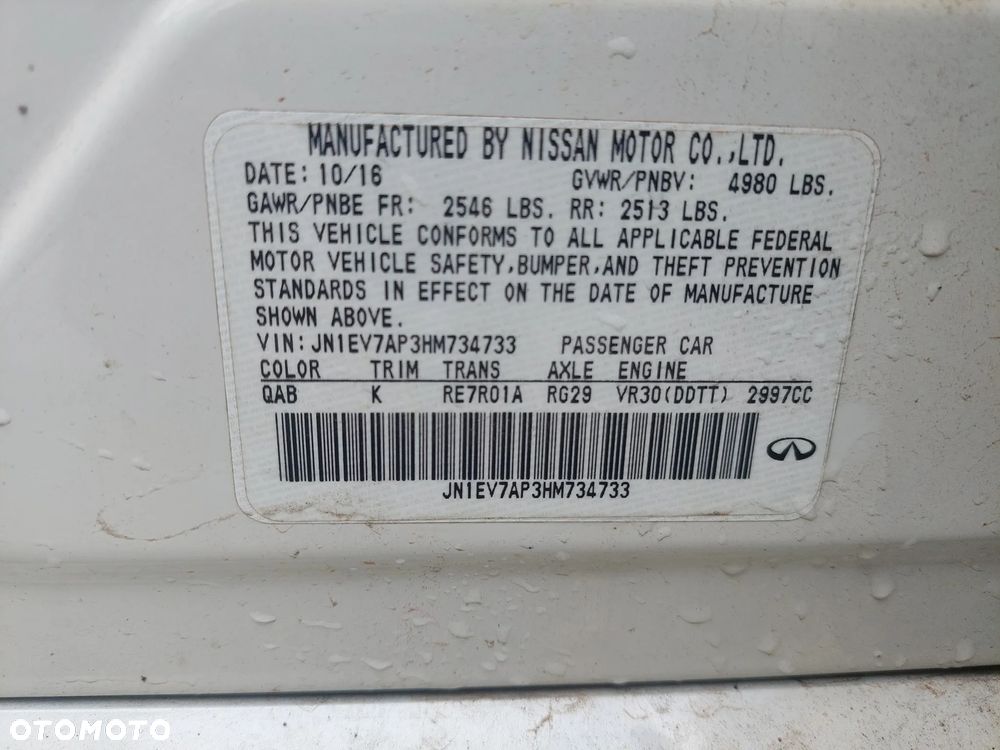 MANUFACTURED BY NISSAN MOTOR CO.,LTD.
DATE: 10/16 GVWR/PNBV: 4980 LBS.
GAWR/PNBE FR: 2546 LBS. RR: 2513 LBS.
THIS VEHICLE CONFORMS TO ALL APPLICABLE FEDERAL
MOTOR VEHICLE SAFETY,BUMPER,AND THEFT PREVENTION
STANDARDS IN EFFECT ON THE DATE OF MANUFACTURE
SHOWN ABOVE.
VIN:JN1EV7AP3HM734733 PASSENGER CAR
COLOR TRIM TRANS AXLE ENGINE
QAB K RE7R01A RG29 VR30(DDTT) 2997CC
JN1EV7AP3HM734733
OTOMOTO